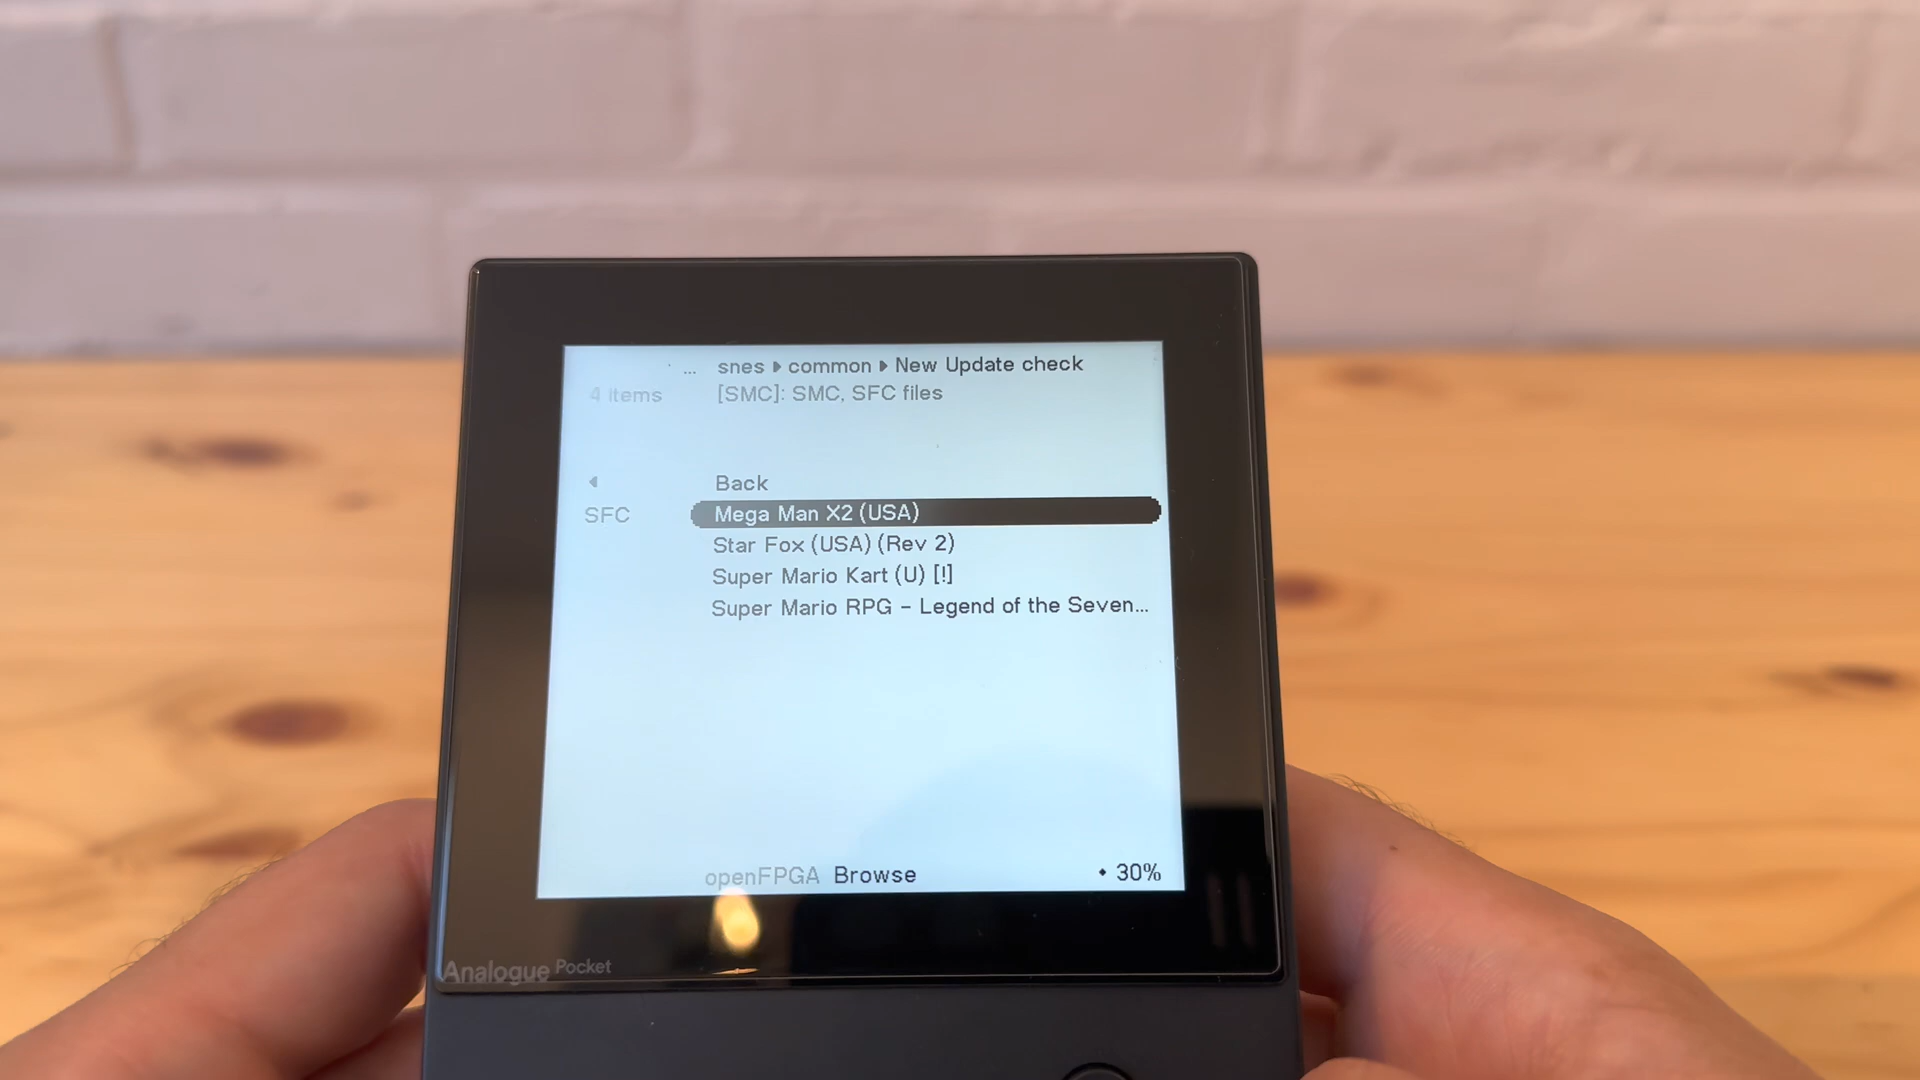 ... snes ▸ common ▸ New Update check
4 items [SMC]: SMC, SFC files
Back
SFC Mega Man X2 (USA)
Star Fox (USA) (Rev 2)
Super Mario Kart (U) [!]
Super Mario RPG - Legend of the Seven...
openFPGA Browse 30%
Analogue Pocket